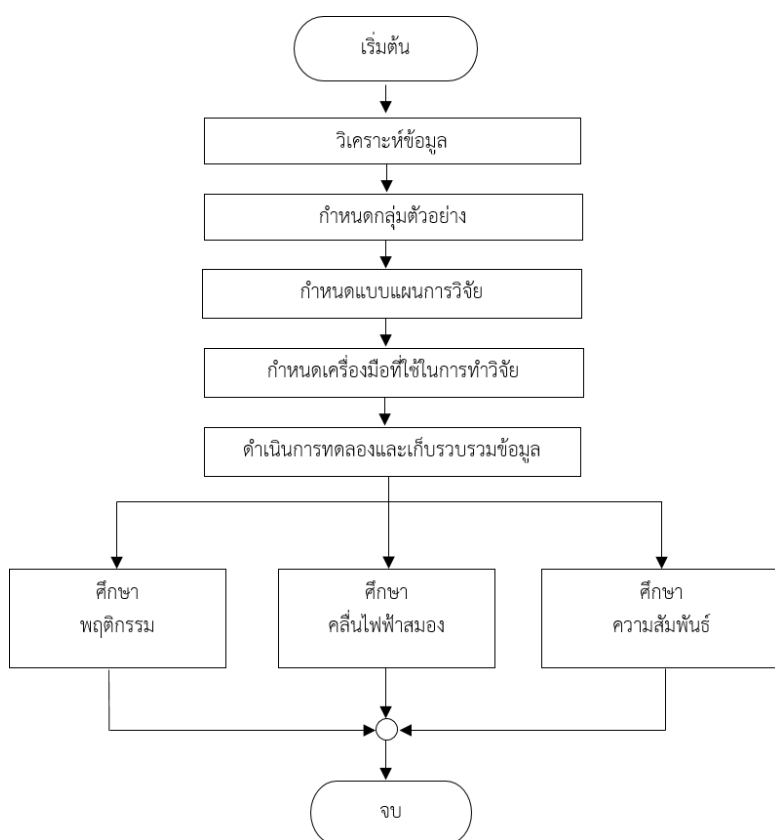 เริ่มต้น
วิเคราะห์ข้อมูล
กำหนดกลุ่มตัวอย่าง
กำหนดแบบแผนการวิจัย
กำหนดเครื่องมือที่ใช้ในการทำวิจัย
ดำเนินการทดลองและเก็บรวบรวมข้อมูล
ศึกษา
พฤติกรรม
ศึกษา
คลื่นไฟฟ้าสมอง
ศึกษา
ความสัมพันธ์
จบ